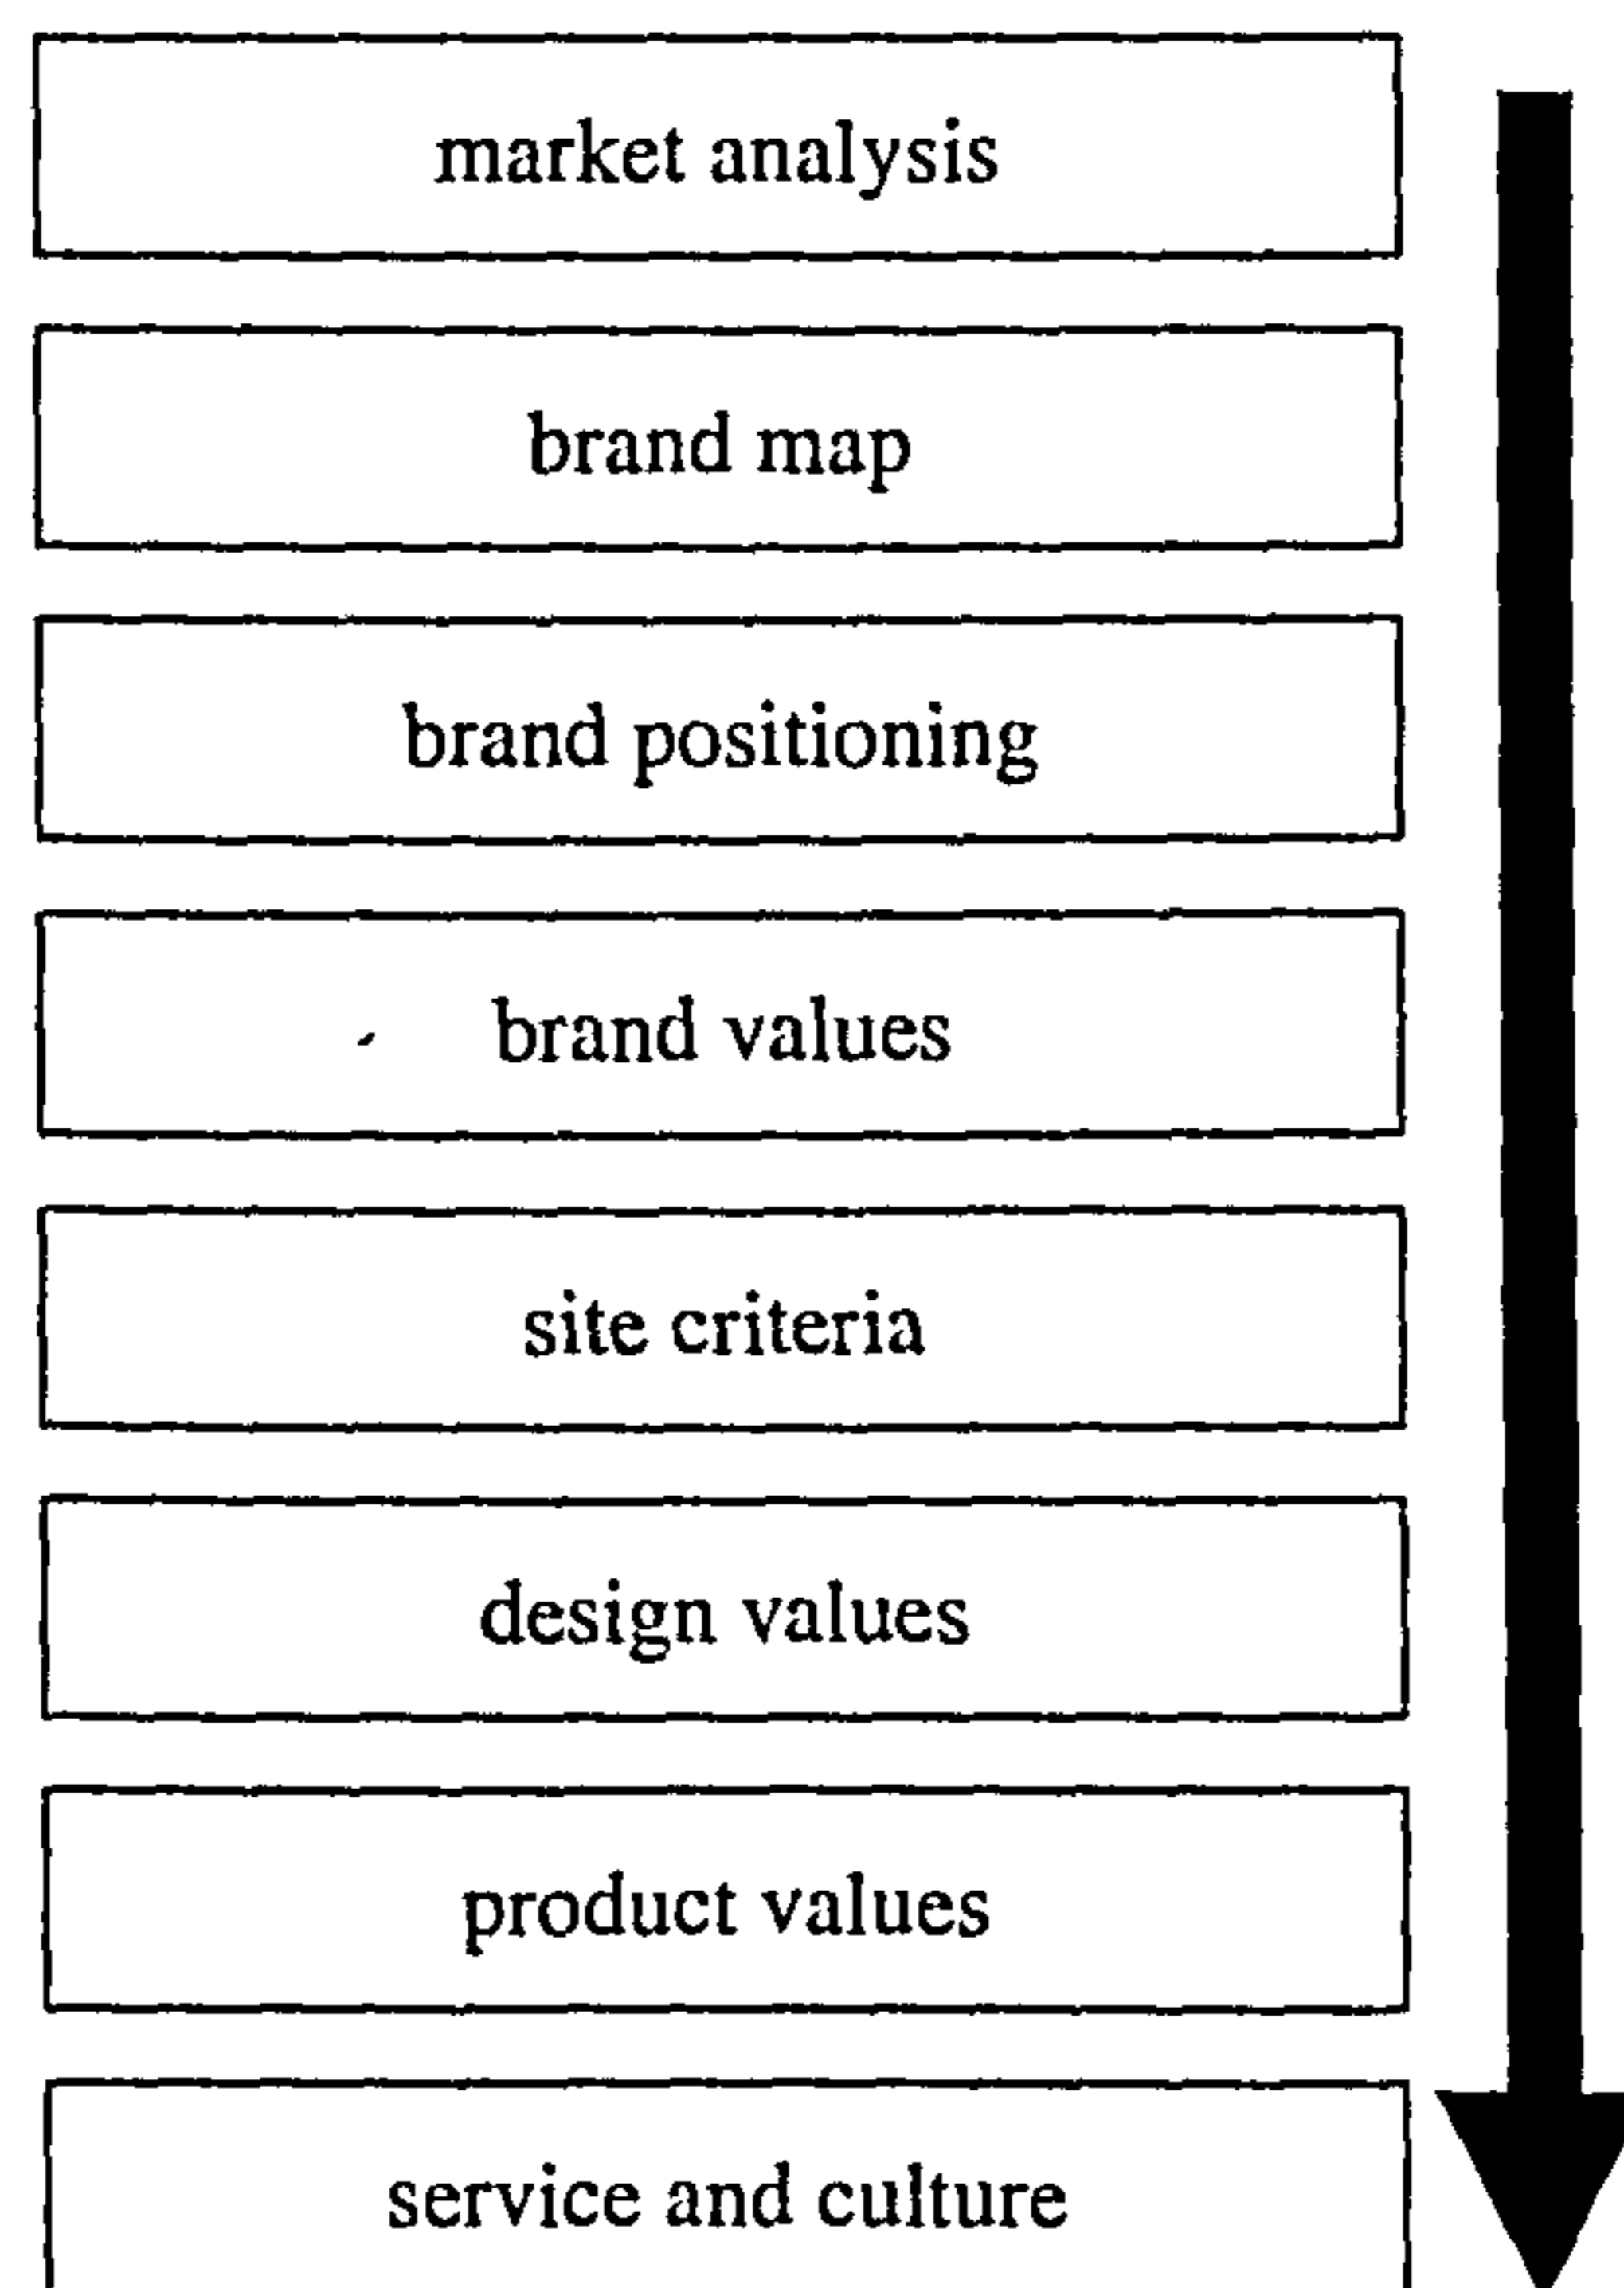 market analysis
brand map
brand positioning
brand values
site criteria
design values
product values
service and culture